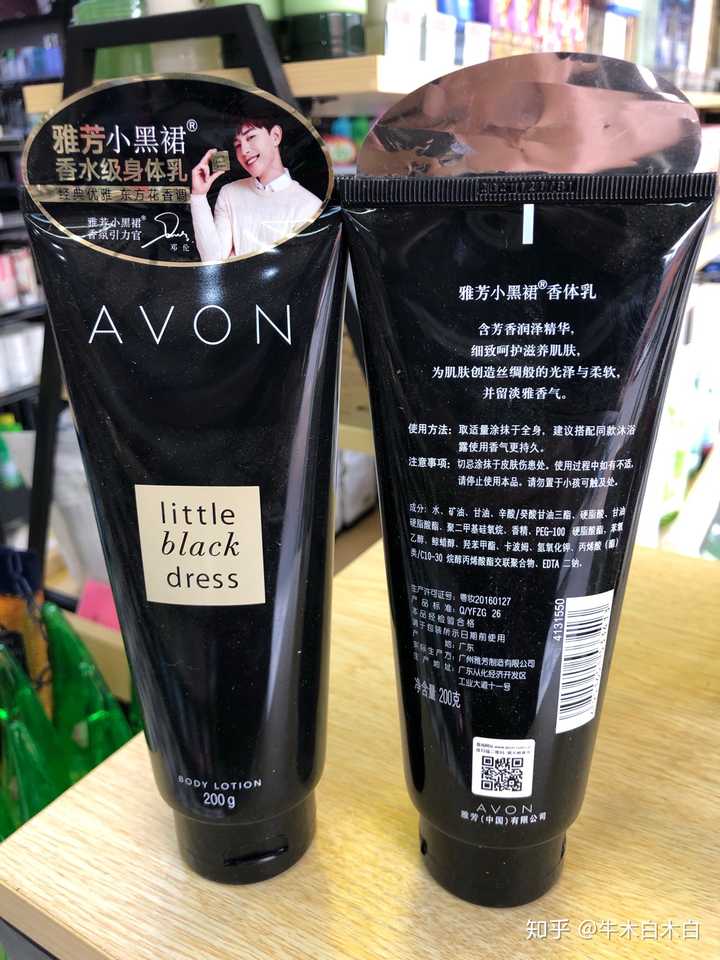 雅芳小黑裙®
香水级身体乳
经典优雅 东方花香调
雅芳小黑裙®
香氛引力官
邓伦
AVON
little
black
dress
BODY LOTION
200g
雅芳小黑裙®香体乳
含芳香润泽精华，
细致呵护滋养肌肤，
为肌肤创造丝绸般的光泽与柔软，
并留淡雅香气。
使用方法：取适量涂抹于全身，建议搭配同款沐浴
露使用香气更持久。
注意事项：切忌涂抹于皮肤伤患处。使用过程中如有不适，
请停止使用本品。请勿置于小孩可触及处。
成分：水、矿油、甘油、辛酸/癸酸甘油三酯、硬脂酸、甘油
硬脂酸酯、聚二甲基硅氧烷、香精、PEG-100 硬脂酸酯、苯氧
乙醇、鲸蜡醇、羟苯甲酯、卡波姆、氢氧化钾、丙烯酸（酯）
类/C10-30 烷醇丙烯酸酯交联聚合物、EDTA 二钠。
生产许可证号：粤妆20160127
产品标准：Q/YFZG 26
本品经检验合格
请于包装所示日期前使用
产地：广东
实际生产方：广州雅芳制造有限公司
生产地址：广东从化经济开发区
工业大道十一号
净含量 200克
4131550
AVON
雅芳（中国）有限公司
知乎 @牛木白木白